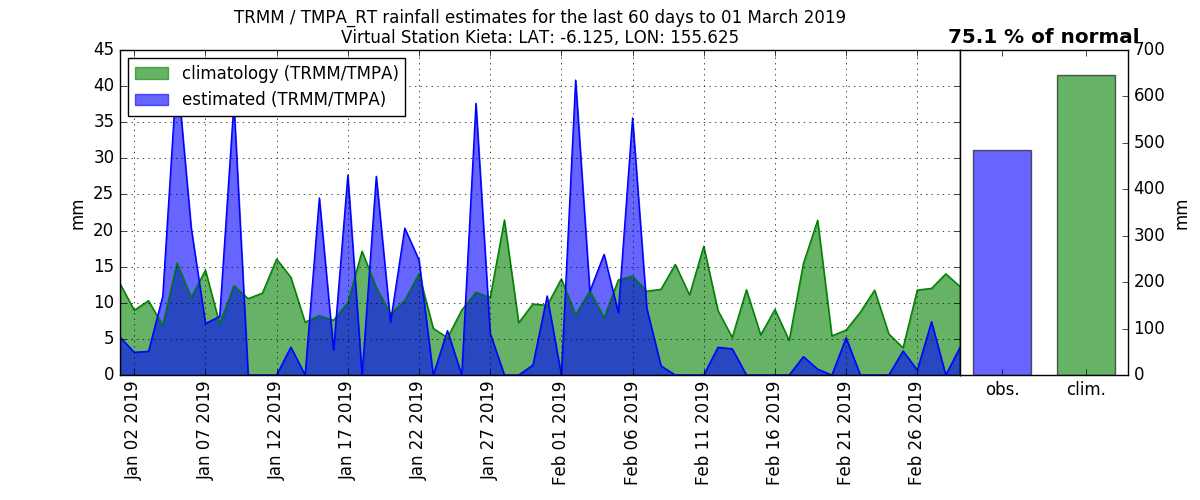 TRMM / TMPA_RT rainfall estimates for the last 60 days to 01 March 2019
Virtual Station Kieta: LAT: -6.125, LON: 155.625
75.1 % of normal
climatology (TRMM/TMPA)
estimated (TRMM/TMPA)
mm
45
40
35
30
25
20
15
10
5
0
Jan 02 2019
Jan 07 2019
Jan 12 2019
Jan 17 2019
Jan 22 2019
Jan 27 2019
Feb 01 2019
Feb 06 2019
Feb 11 2019
Feb 16 2019
Feb 21 2019
Feb 26 2019
obs.
clim.
700
600
500
400
300
200
100
0
mm